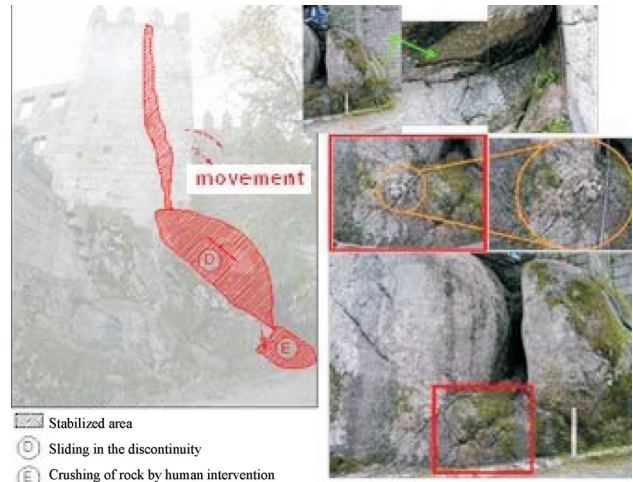 movement
D
E
Stabilized area
D Sliding in the discontinuity
E Crushing of rock by human intervention